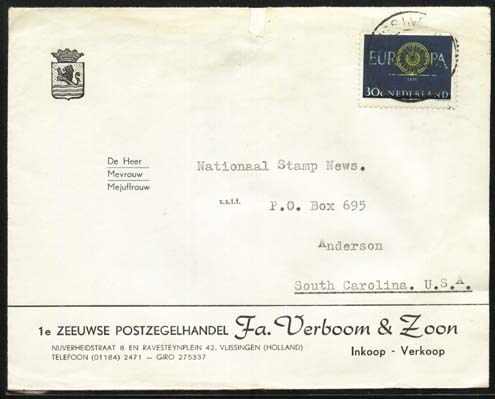 EUROPA
30c NEDERLAND
De Heer
Mevrouw
Mejuffrouw
Nationaal Stamp News.
s.s.t.t. P.O. Box 695
Anderson
South Carolina. U.S.A.
1e ZEEUWSE POSTZEGELHANDEL Fa. Verboom & Zoon
NIJVERHEIDSTRAAT 8 EN RAVESTEYNPLEIN 42, VLISSINGEN (HOLLAND)
TELEFOON (01184) 2471 — GIRO 275337
Inkoop - Verkoop